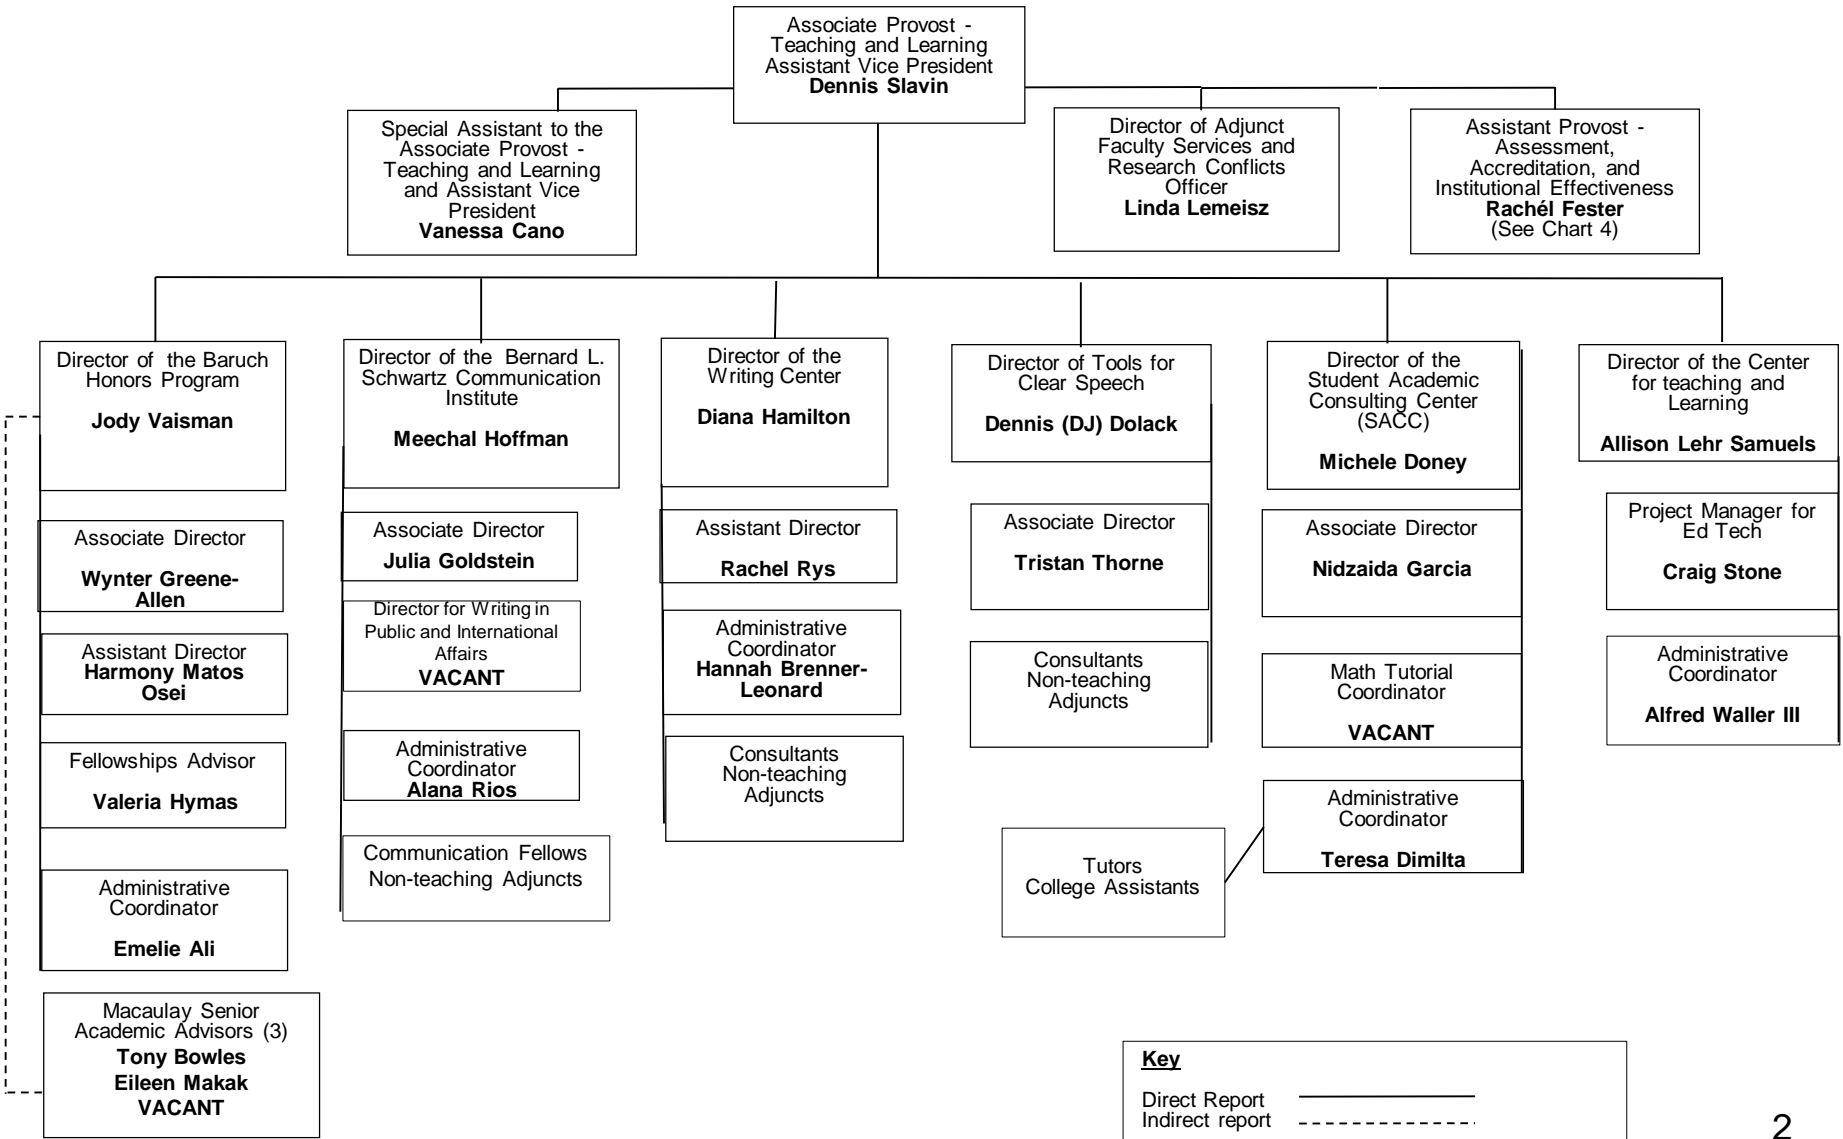 Associate Provost -
Teaching and Learning
Assistant Vice President
Dennis Slavin
Special Assistant to the
Associate Provost -
Teaching and Learning
and Assistant Vice
President
Vanessa Cano
Director of Adjunct
Faculty Services and
Research Conflicts
Officer
Linda Lemeisz
Assistant Provost -
Assessment,
Accreditation, and
Institutional Effectiveness
Rachél Fester
(See Chart 4)
Director of the Baruch
Honors Program
Jody Vaisman
Associate Director
Wynter Greene-
Allen
Assistant Director
Harmony Matos
Osei
Fellowships Advisor
Valeria Hymas
Administrative
Coordinator
Emelie Ali
Macaulay Senior
Academic Advisors (3)
Tony Bowles
Eileen Makak
VACANT
Director of the Bernard L.
Schwartz Communication
Institute
Meechal Hoffman
Associate Director
Julia Goldstein
Director for Writing in
Public and International
Affairs
VACANT
Administrative
Coordinator
Alana Rios
Communication Fellows
Non-teaching Adjuncts
Director of the
Writing Center
Diana Hamilton
Assistant Director
Rachel Rys
Administrative
Coordinator
Hannah Brenner-
Leonard
Consultants
Non-teaching
Adjuncts
Director of Tools for
Clear Speech
Dennis (DJ) Dolack
Associate Director
Tristan Thorne
Consultants
Non-teaching
Adjuncts
Director of the
Student Academic
Consulting Center
(SACC)
Michele Doney
Associate Director
Nidzaida Garcia
Math Tutorial
Coordinator
VACANT
Administrative
Coordinator
Teresa Dimilta
Tutors
College Assistants
Director of the Center
for teaching and
Learning
Allison Lehr Samuels
Project Manager for
Ed Tech
Craig Stone
Administrative
Coordinator
Alfred Waller III
Key
Direct Report
Indirect report
2